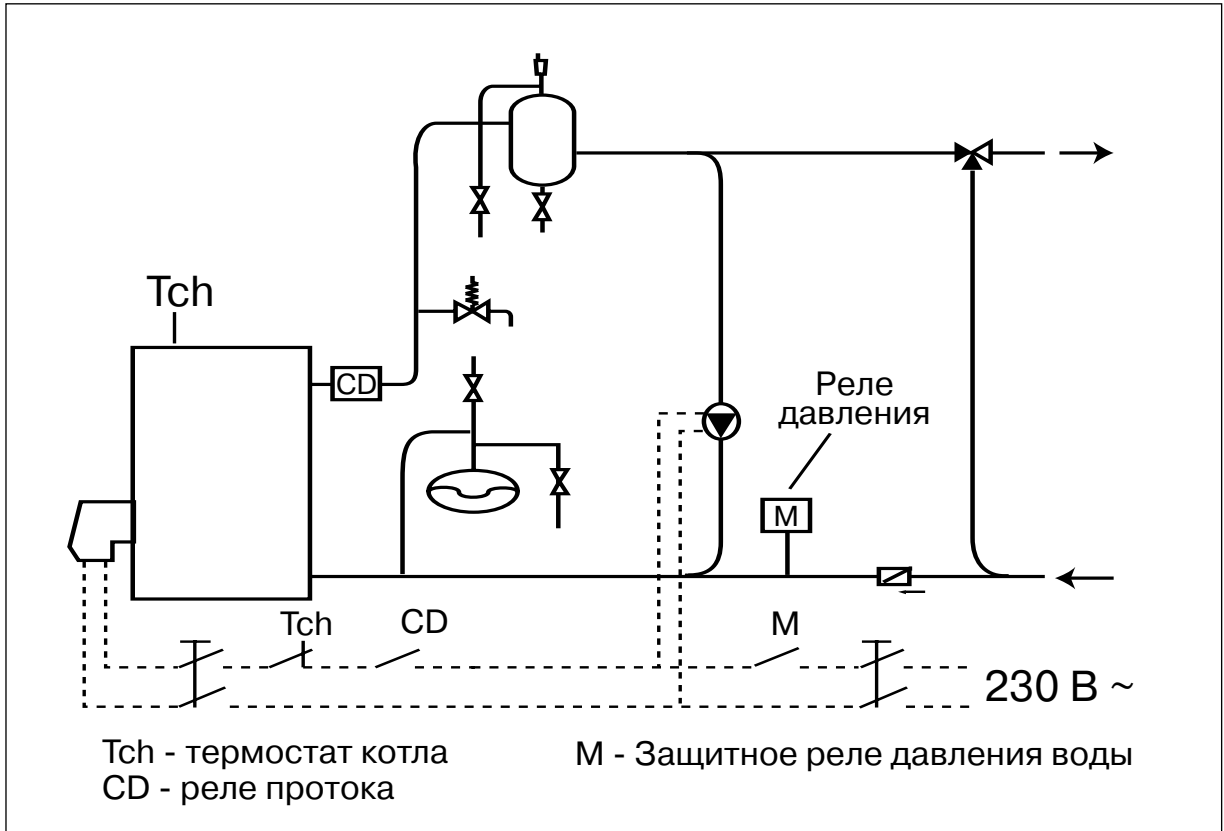 Tch
CD
Реле
давления
M
Tch
CD
M
230 В ~
Tch - термостат котла
CD - реле протока
М - Защитное реле давления воды